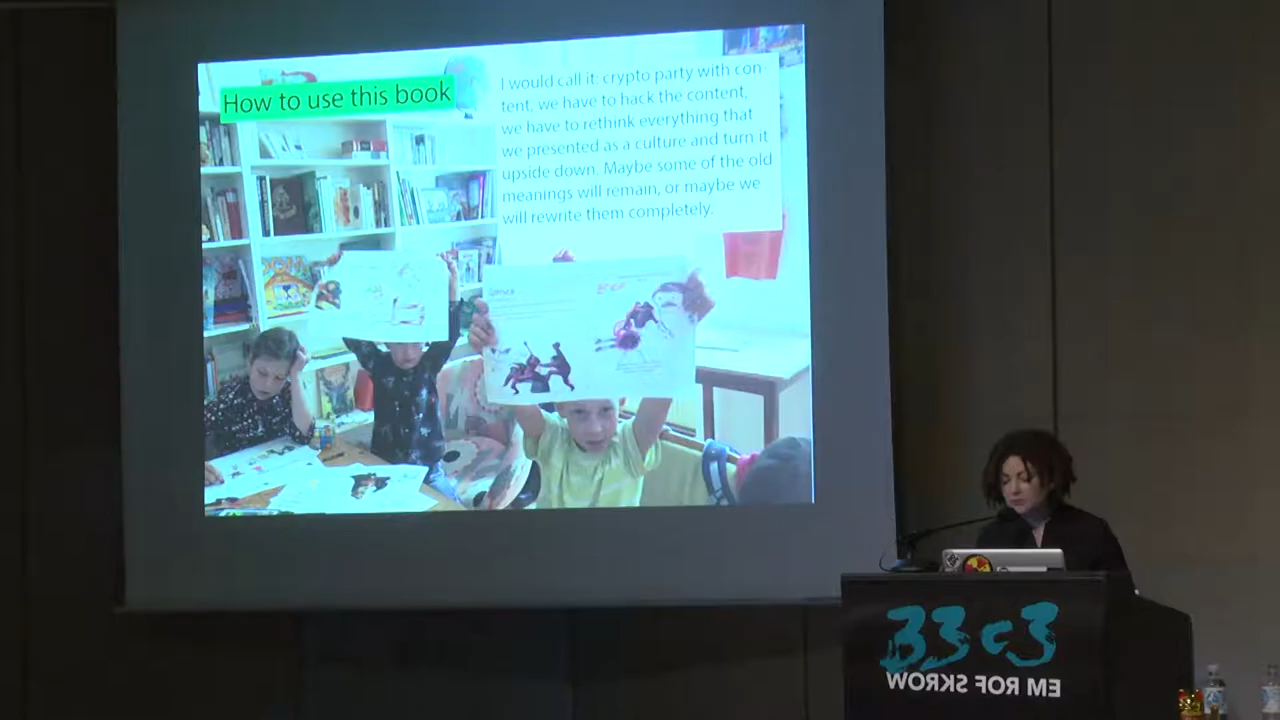 How to use this book
I would call it: crypto party with con-
tent, we have to hack the content,
we have to rethink everything that
we presented as a culture and turn it
upside down. Maybe some of the old
meanings will remain, or maybe we
will rewrite them completely.
33c3
WORKS FOR ME